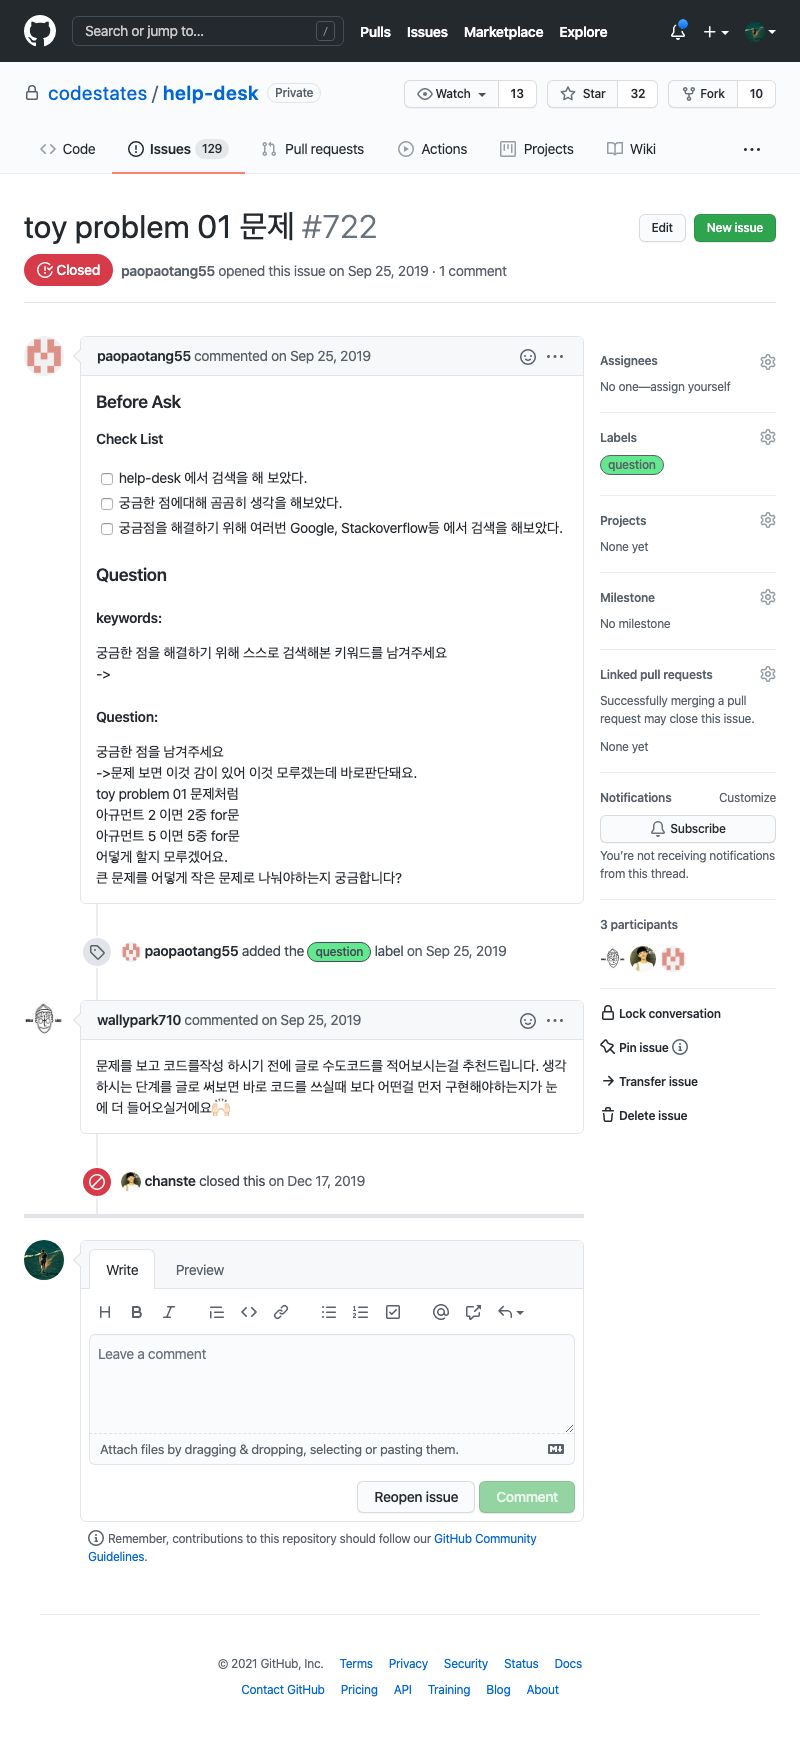 Search or jump to... /
Pulls Issues Marketplace Explore
codestates / help-desk Private
Watch 13 Star 32 Fork 10
Code Issues 129 Pull requests Actions Projects Wiki ...
toy problem 01 문제 #722
Edit New issue
Closed paopaotang55 opened this issue on Sep 25, 2019 · 1 comment
paopaotang55 commented on Sep 25, 2019
Before Ask
Check List
help-desk 에서 검색을 해 보았다.
궁금한 점에대해 곰곰히 생각을 해보았다.
궁금점을 해결하기 위해 여러번 Google, Stackoverflow등 에서 검색을 해보았다.
Question
keywords:
궁금한 점을 해결하기 위해 스스로 검색해본 키워드를 남겨주세요
->
Question:
궁금한 점을 남겨주세요
->문제 보면 이것 감이 있어 이것 모루겠는데 바로판단돼요.
toy problem 01 문제처럼
아규먼트 2 이면 2중 for문
아규먼트 5 이면 5중 for문
어덯게 할지 모루겠어요.
큰 문제를 어덯게 작은 문제로 나눠야하는지 궁금합니다?
paopaotang55 added the question label on Sep 25, 2019
wallypark710 commented on Sep 25, 2019
문제를 보고 코드를작성 하시기 전에 글로 수도코드를 적어보시는걸 추천드립니다. 생각
하시는 단계를 글로 써보면 바로 코드를 쓰실때 보다 어떤걸 먼저 구현해야하는지가 눈
에 더 들어오실거에요🙌🏻
chanste closed this on Dec 17, 2019
Write Preview
Leave a comment
Attach files by dragging & dropping, selecting or pasting them.
Reopen issue Comment
Remember, contributions to this repository should follow our GitHub Community
Guidelines.
Assignees
No one—assign yourself
Labels
question
Projects
None yet
Milestone
No milestone
Linked pull requests
Successfully merging a pull
request may close this issue.
None yet
Notifications Customize
Subscribe
You're not receiving notifications
from this thread.
3 participants
Lock conversation
Pin issue
Transfer issue
Delete issue
© 2021 GitHub, Inc. Terms Privacy Security Status Docs
Contact GitHub Pricing API Training Blog About